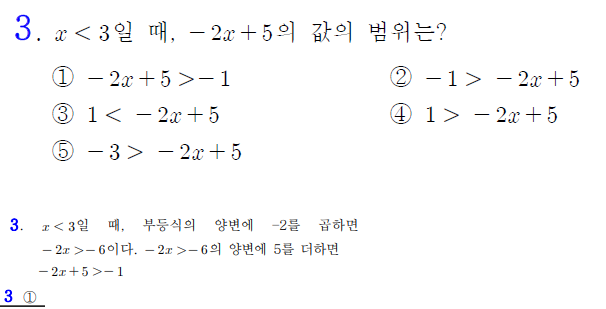 3. x < 3일 때, −2x+5의 값의 범위는?
① −2x+5 >−1 ② −1 > −2x+5
③ 1 < −2x+5 ④ 1 > −2x+5
⑤ −3 > −2x+5
3. x < 3일 때, 부등식의 양변에 -2를 곱하면
−2x >−6이다. −2x >−6의 양변에 5를 더하면
−2x+5 >−1
3 ①